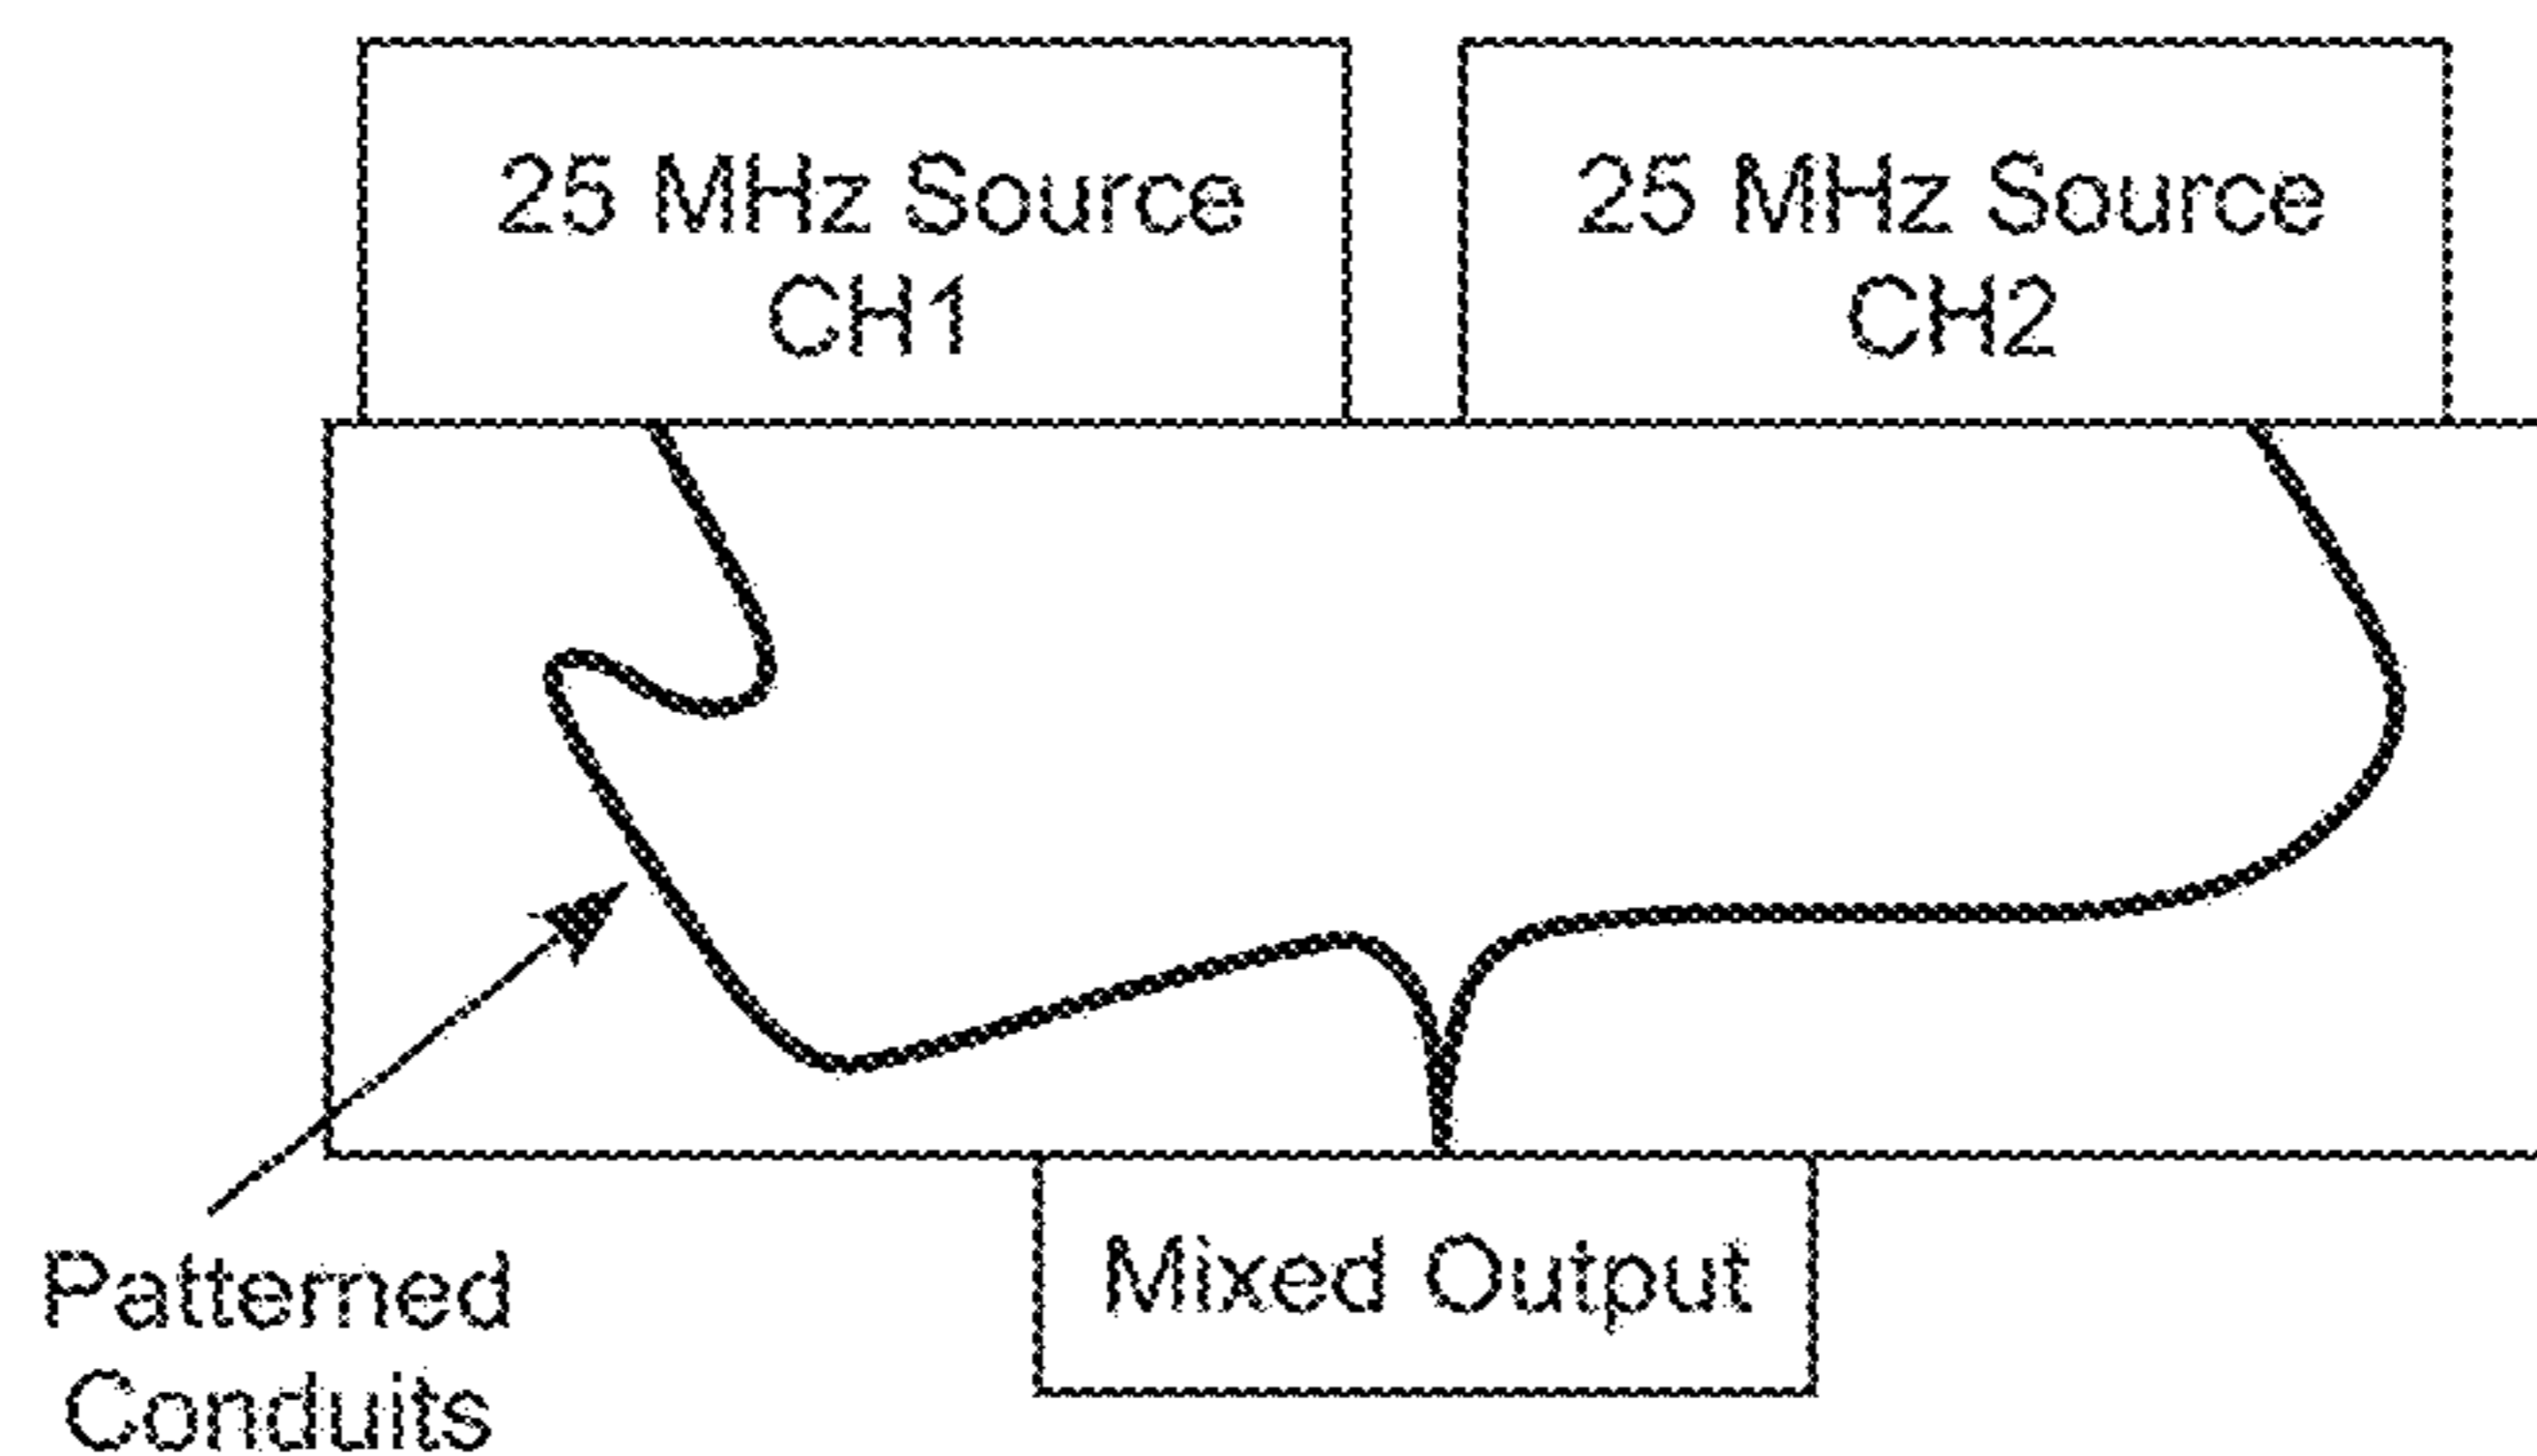 25 MHz Source
CH1
25 MHz Source
CH2
Mixed Output
Patterned
Conduits